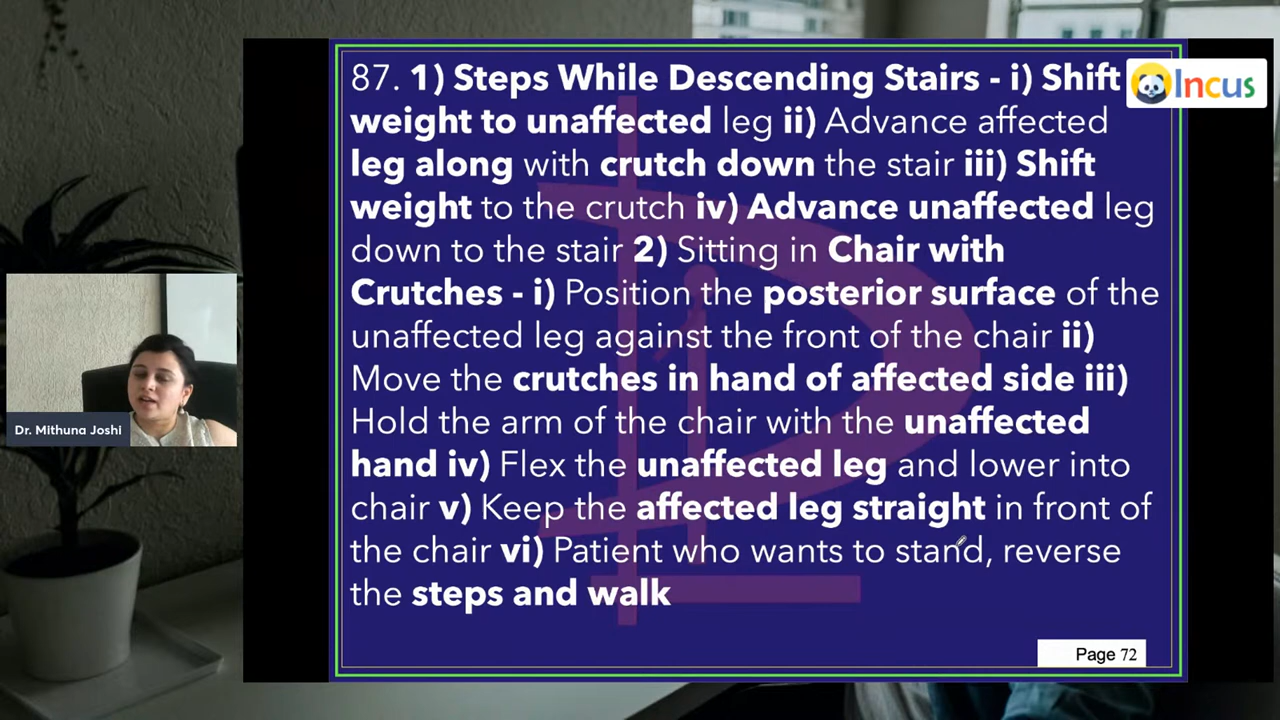 87. 1) Steps While Descending Stairs - i) Shift
weight to unaffected leg ii) Advance affected
leg along with crutch down the stair iii) Shift
weight to the crutch iv) Advance unaffected leg
down to the stair 2) Sitting in Chair with
Crutches - i) Position the posterior surface of the
unaffected leg against the front of the chair ii)
Move the crutches in hand of affected side iii)
Hold the arm of the chair with the unaffected
hand iv) Flex the unaffected leg and lower into
chair v) Keep the affected leg straight in front of
the chair vi) Patient who wants to stand, reverse
the steps and walk
Page 72
Incus
Dr. Mithuna Joshi